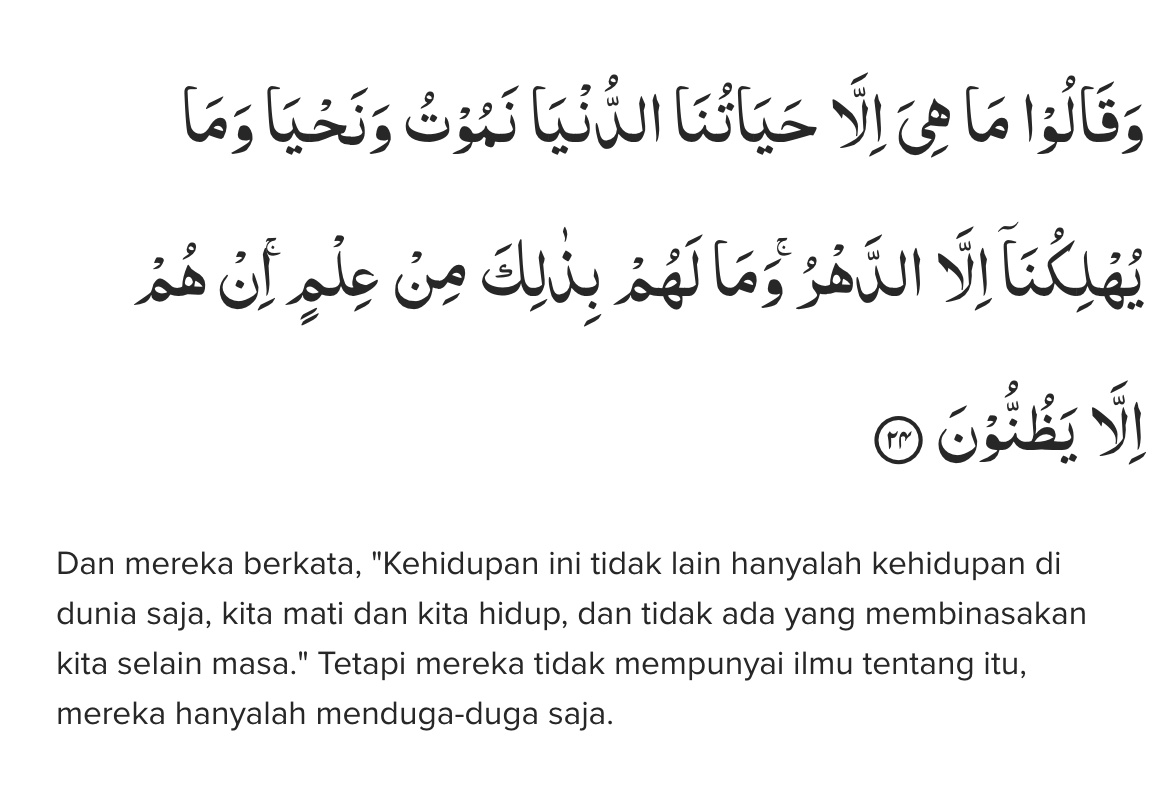 وَقَالُوْا مَا هِيَ اِلَّا حَيَاتُنَا الدُّنْيَا نَمُوْتُ وَنَحْيَا وَمَا
يُهْلِكُنَآ اِلَّا الدَّهْرُۚ وَمَا لَهُمْ بِذٰلِكَ مِنْ عِلْمٍۚ اِنْ هُمْ
اِلَّا يَظُنُّوْنَ ٢٤
Dan mereka berkata, "Kehidupan ini tidak lain hanyalah kehidupan di
dunia saja, kita mati dan kita hidup, dan tidak ada yang membinasakan
kita selain masa." Tetapi mereka tidak mempunyai ilmu tentang itu,
mereka hanyalah menduga-duga saja.